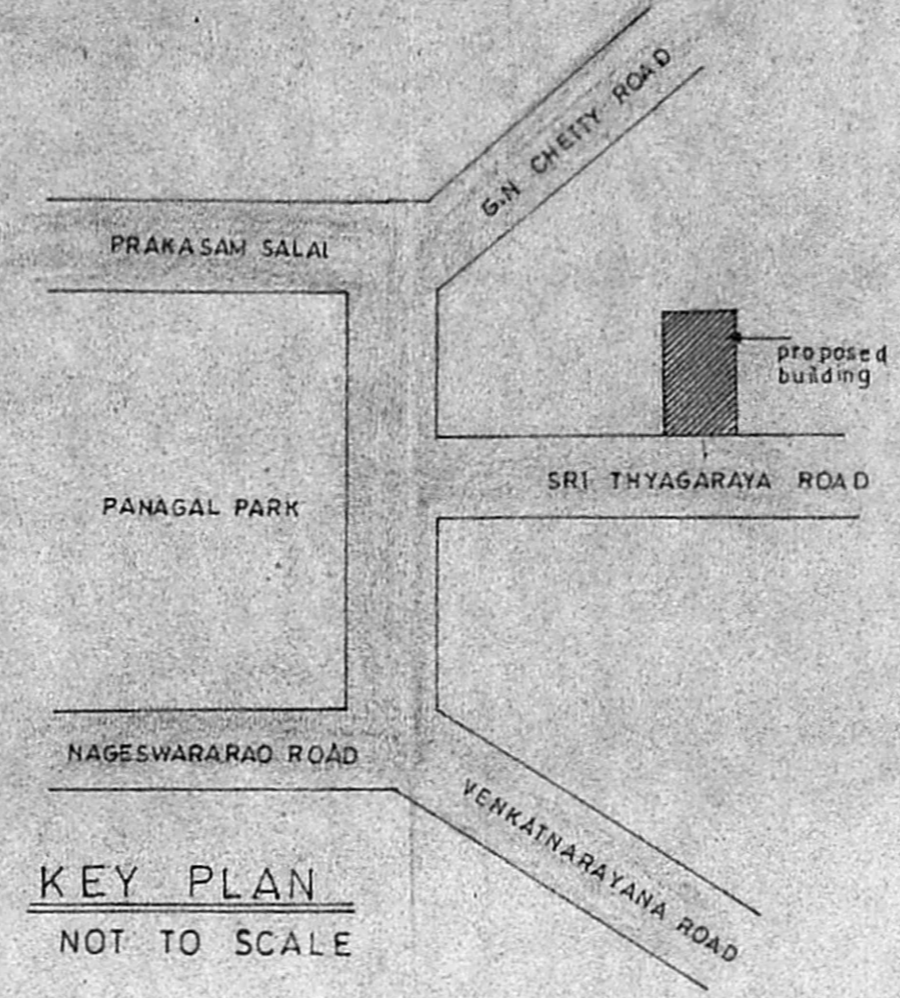 G.N CHETTY ROAD
PRAKASAM SALAI
proposed
building
SRI THYAGARAYA ROAD
PANAGAL PARK
NAGESWARARAO ROAD
VENKATNARAYANA ROAD
KEY PLAN
NOT TO SCALE